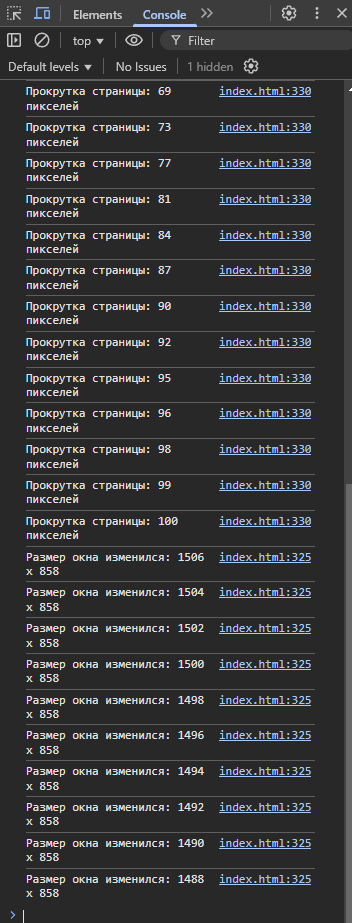 Elements Console
top Filter
Default levels No Issues 1 hidden
Прокрутка страницы: 69 index.html:330
пикселей
Прокрутка страницы: 73 index.html:330
пикселей
Прокрутка страницы: 77 index.html:330
пикселей
Прокрутка страницы: 81 index.html:330
пикселей
Прокрутка страницы: 84 index.html:330
пикселей
Прокрутка страницы: 87 index.html:330
пикселей
Прокрутка страницы: 90 index.html:330
пикселей
Прокрутка страницы: 92 index.html:330
пикселей
Прокрутка страницы: 95 index.html:330
пикселей
Прокрутка страницы: 96 index.html:330
пикселей
Прокрутка страницы: 98 index.html:330
пикселей
Прокрутка страницы: 99 index.html:330
пикселей
Прокрутка страницы: 100 index.html:330
пикселей
Размер окна изменился: 1506 index.html:325
x 858
Размер окна изменился: 1504 index.html:325
x 858
Размер окна изменился: 1502 index.html:325
x 858
Размер окна изменился: 1500 index.html:325
x 858
Размер окна изменился: 1498 index.html:325
x 858
Размер окна изменился: 1496 index.html:325
x 858
Размер окна изменился: 1494 index.html:325
x 858
Размер окна изменился: 1492 index.html:325
x 858
Размер окна изменился: 1490 index.html:325
x 858
Размер окна изменился: 1488 index.html:325
x 858